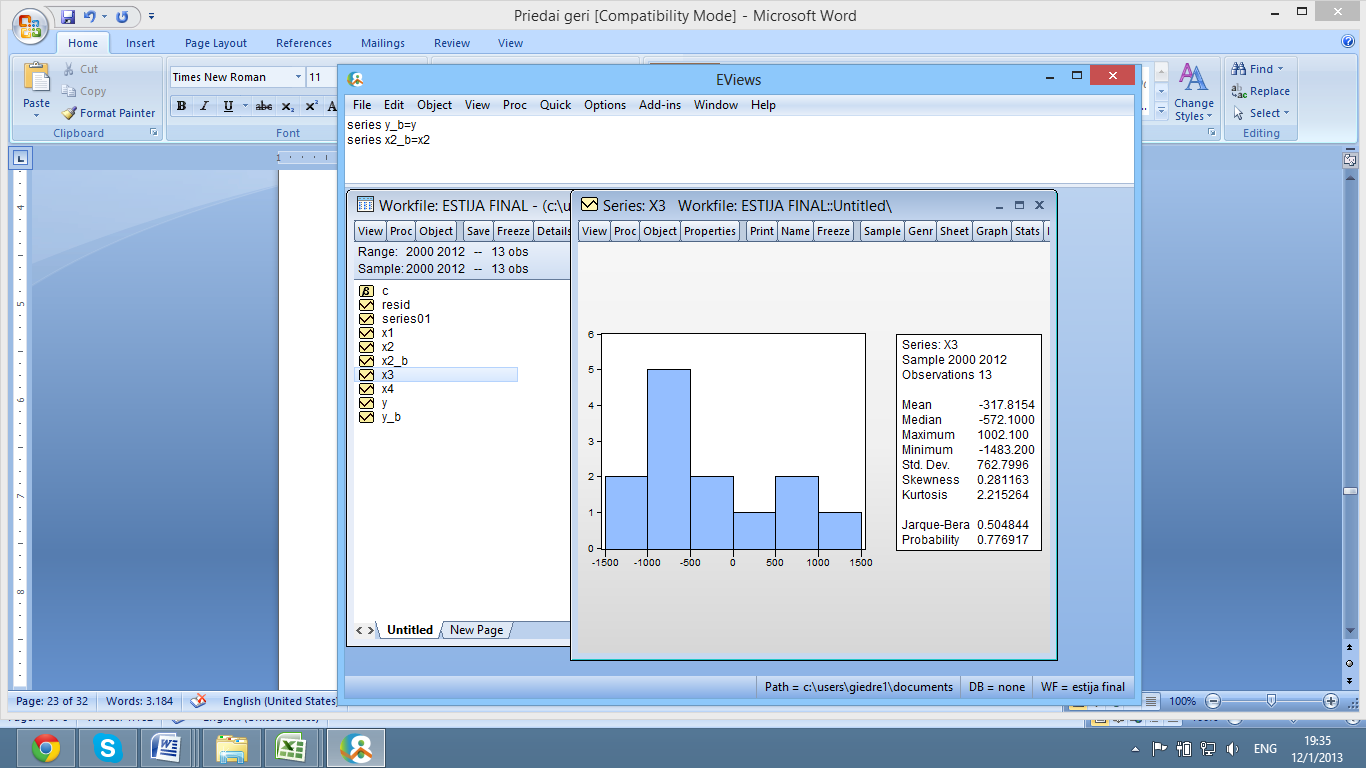 Priedai geri [Compatibility Mode] - Microsoft Word
Home Insert Page Layout References Mailings Review View
Paste
Cut
Copy
Format Painter
Clipboard
Times New Roman 11
B I U abc x₂ x² A
Font
Change Styles
Find
Replace
Select
Editing
EViews
File Edit Object View Proc Quick Options Add-ins Window Help
series y_b=y
series x2_b=x2
Workfile: ESTIJA FINAL - (c:\u
View Proc Object Save Freeze Details
Range: 2000 2012 -- 13 obs
Sample: 2000 2012 -- 13 obs
c
resid
series01
x1
x2
x2_b
x3
x4
y
y_b
Untitled New Page
Series: X3 Workfile: ESTIJA FINAL::Untitled\
View Proc Object Properties Print Name Freeze Sample Genr Sheet Graph Stats
6
5
4
3
2
1
0
-1500 -1000 -500 0 500 1000 1500
Series: X3
Sample 2000 2012
Observations 13
Mean -317.8154
Median -572.1000
Maximum 1002.100
Minimum -1483.200
Std. Dev. 762.7996
Skewness 0.281163
Kurtosis 2.215264
Jarque-Bera 0.504844
Probability 0.776917
Path = c:\users\giedre1\documents DB = none WF = estija final
1
4
5
6
7
8
Page: 23 of 32 Words: 3.184 English (United States) 100%
ENG
19:35
12/1/2013